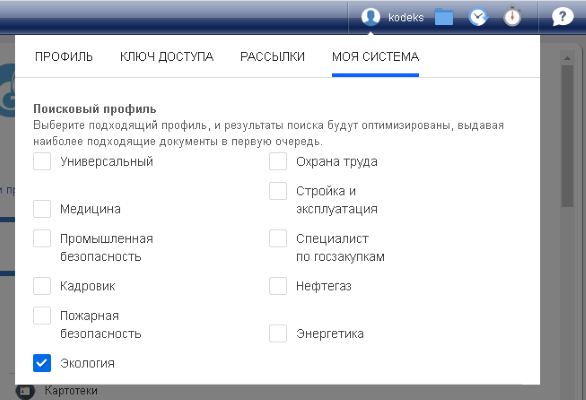 kodeks
ПРОФИЛЬ
КЛЮЧ ДОСТУПА
РАССЫЛКИ
МОЯ СИСТЕМА
Поисковый профиль
Выберите подходящий профиль, и результаты поиска будут оптимизированы, выдавая
наиболее подходящие документы в первую очередь.
Универсальный
Охрана труда
Медицина
Стройка и
эксплуатация
Промышленная
безопасность
Специалист
по госзакупкам
Кадровик
Нефтегаз
Пожарная
безопасность
Энергетика
Экология
Картотеки